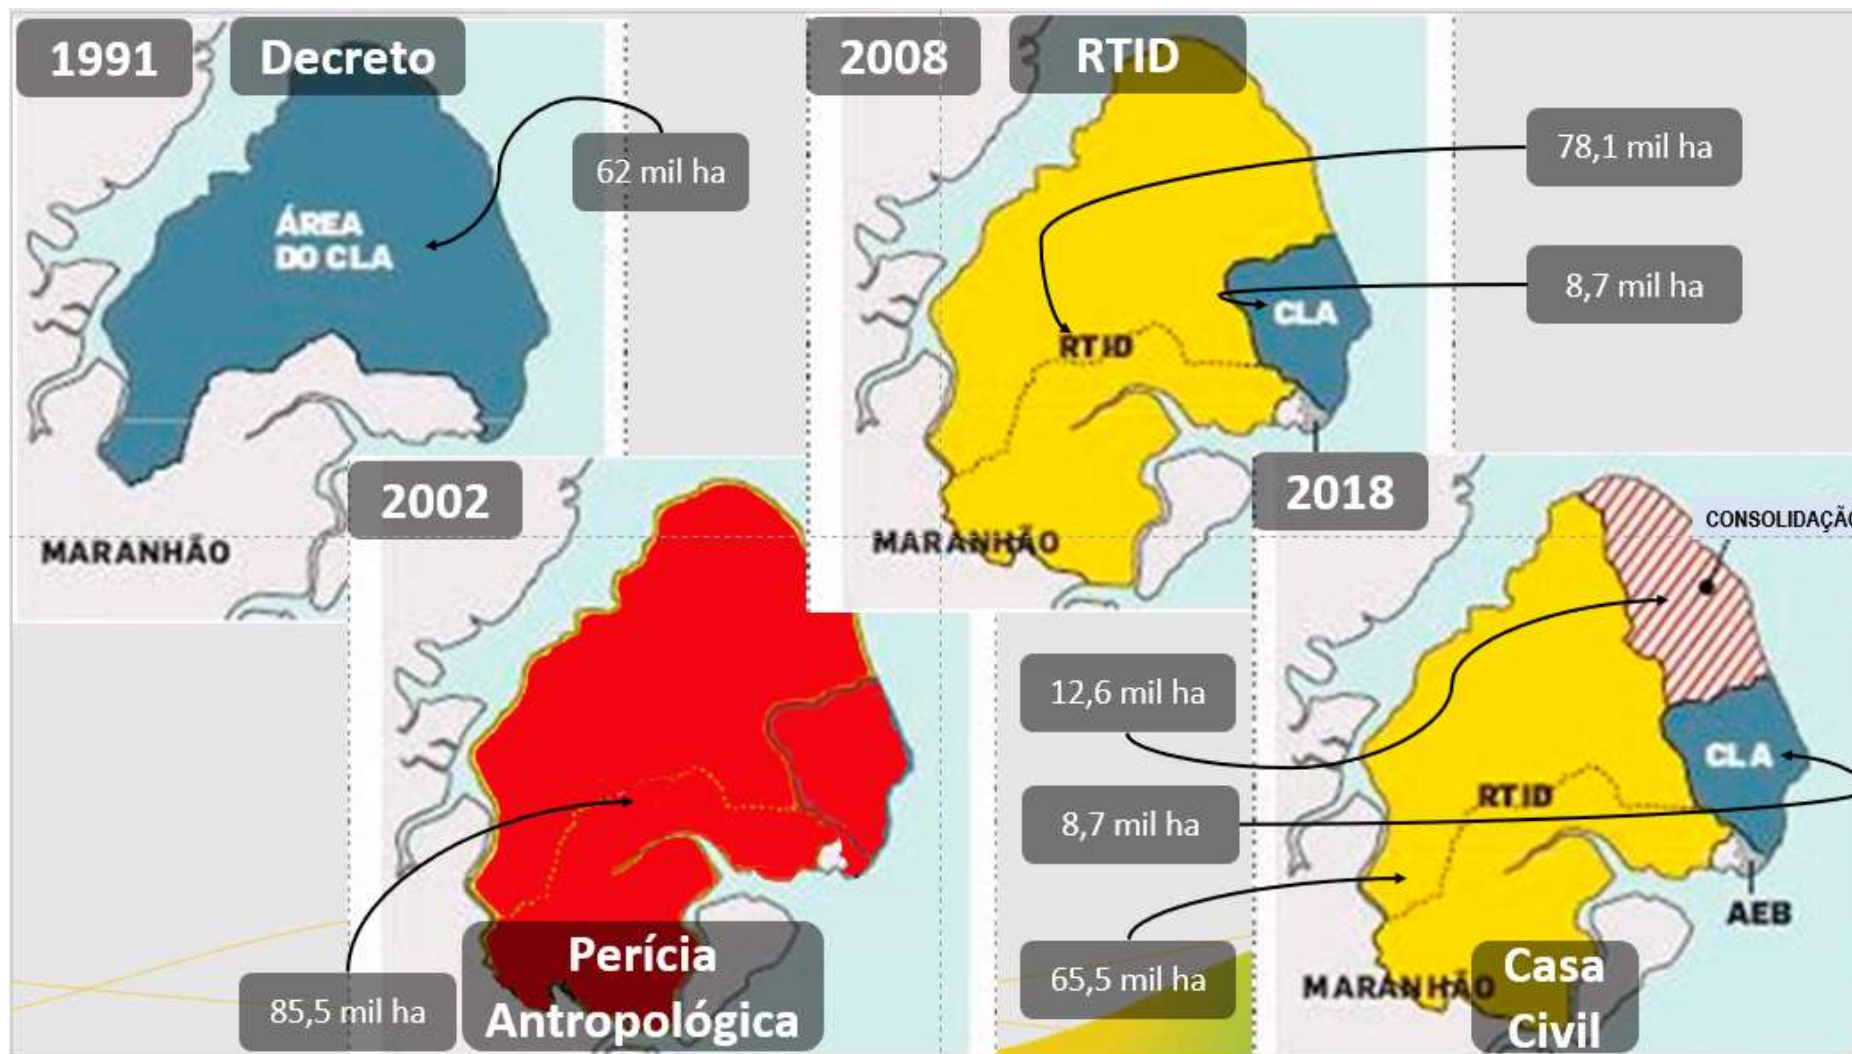 1991
Decreto
62 mil ha
ÁREA
DO CLA
MARANHÃO
2008
RTID
78,1 mil ha
8,7 mil ha
CLA
RTID
MARANHÃO
2002
85,5 mil ha
Perícia
Antropológica
2018
CONSOLIDAÇÃO
12,6 mil ha
8,7 mil ha
65,5 mil ha
CLA
RTID
AEB
MARANHÃO
Casa
Civil